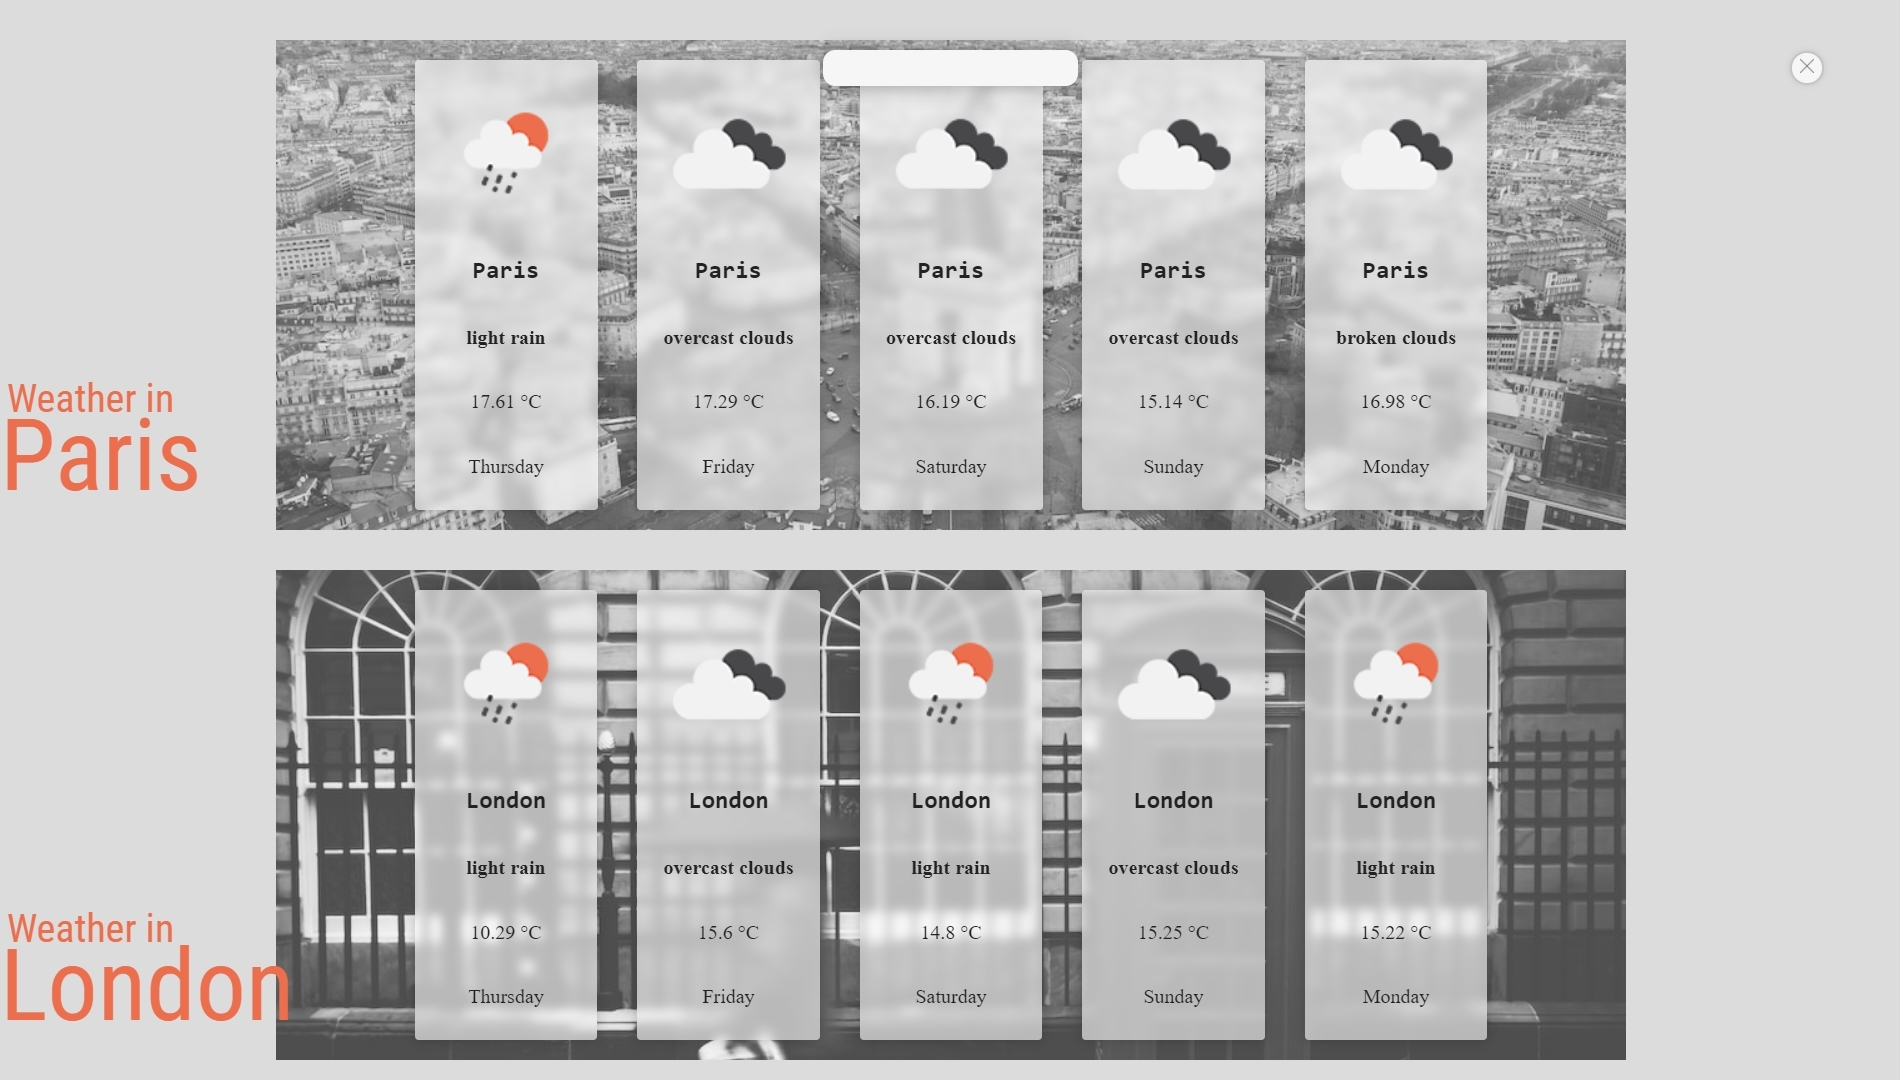 Weather in
Paris
Paris
light rain
17.61 °C
Thursday
Paris
overcast clouds
17.29 °C
Friday
Paris
overcast clouds
16.19 °C
Saturday
Paris
overcast clouds
15.14 °C
Sunday
Paris
broken clouds
16.98 °C
Monday
Weather in
London
London
light rain
10.29 °C
Thursday
London
overcast clouds
15.6 °C
Friday
London
light rain
14.8 °C
Saturday
London
overcast clouds
15.25 °C
Sunday
London
light rain
15.22 °C
Monday